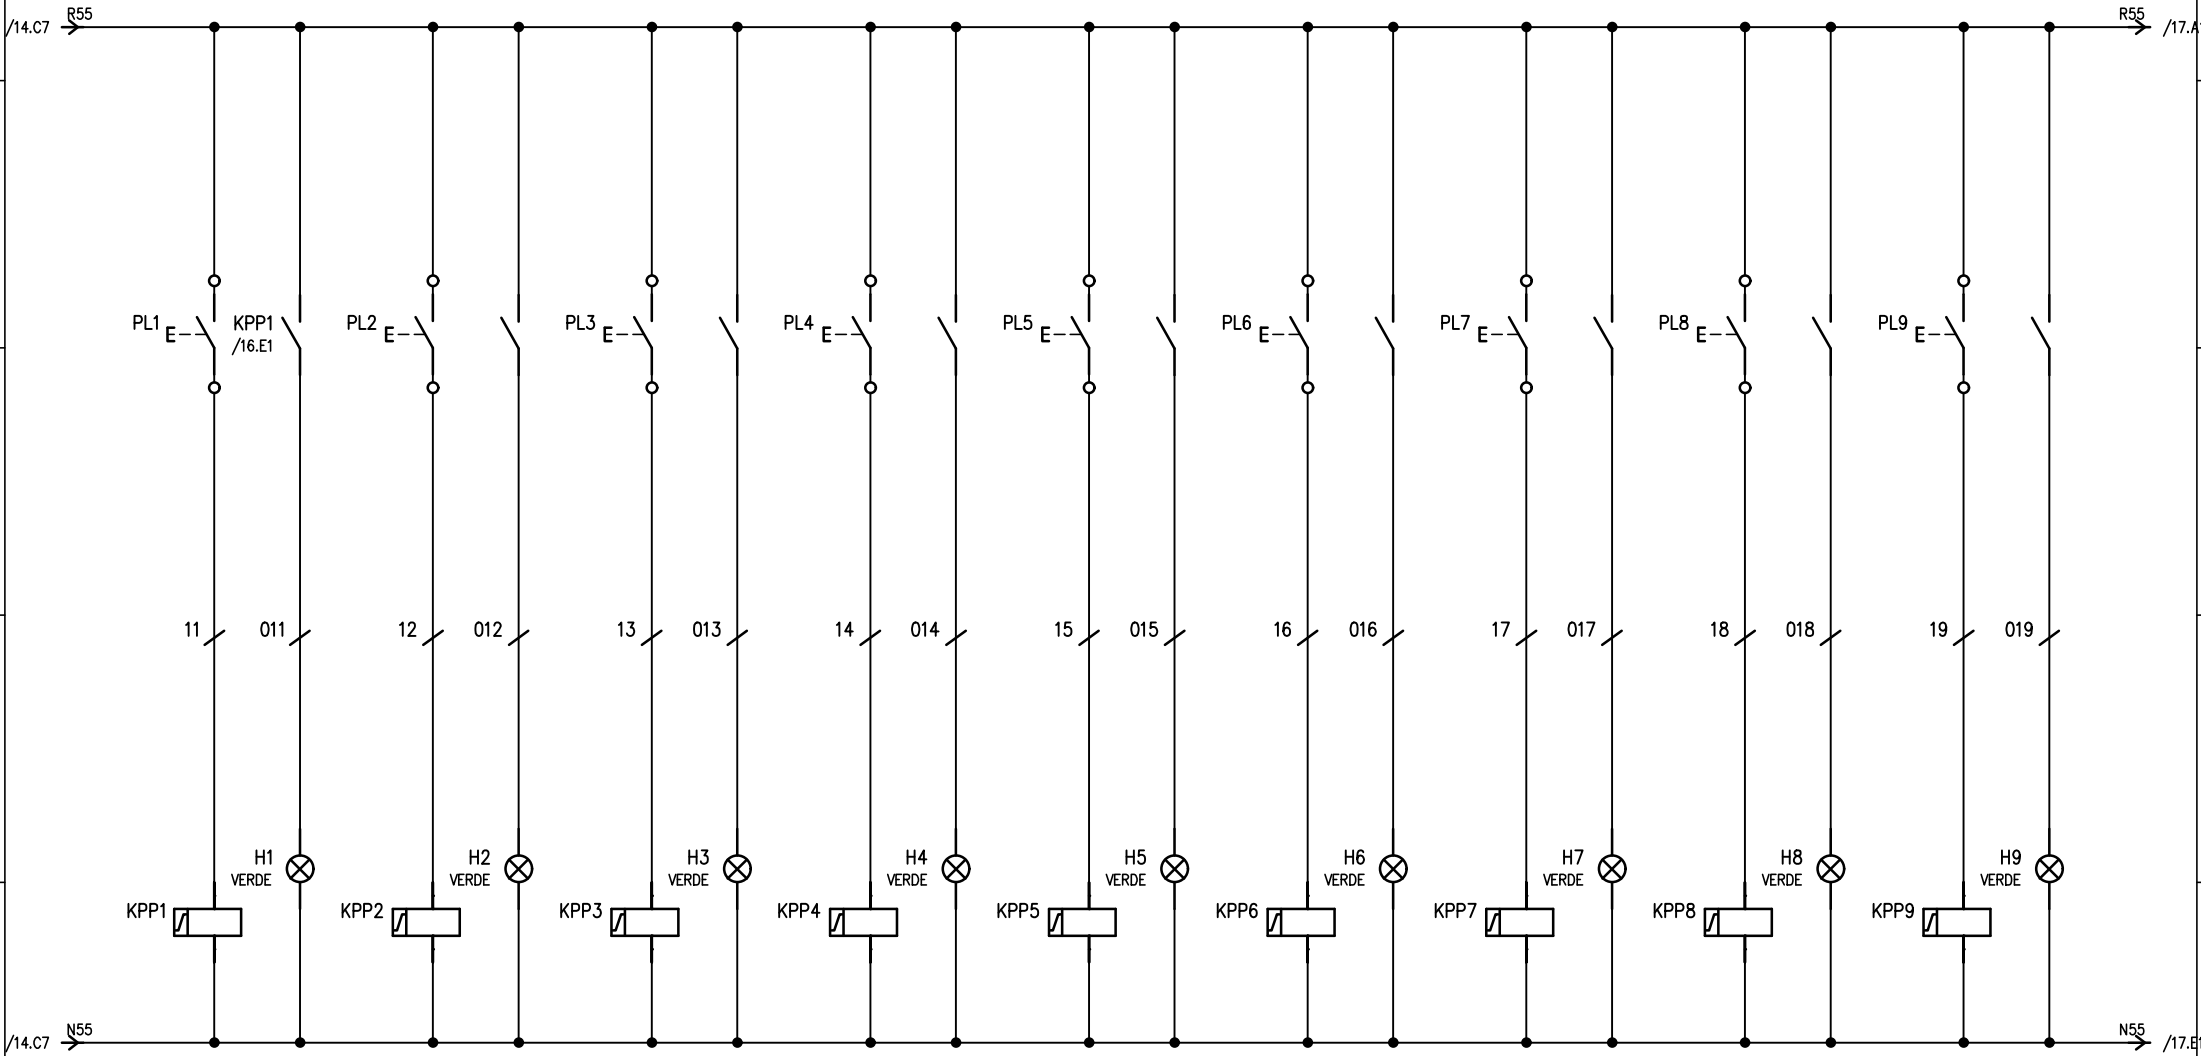 R55 R55
/14.C7 /17.A
PL1 KPP1 PL2 PL3 PL4 PL5 PL6 PL7 PL8 PL9
E /16.E1 E E E E E E E E
11 011 12 012 13 013 14 014 15 015 16 016 17 017 18 018 19 019
H1 H2 H3 H4 H5 H6 H7 H8 H9
VERDE VERDE VERDE VERDE VERDE VERDE VERDE VERDE VERDE
KPP1 KPP2 KPP3 KPP4 KPP5 KPP6 KPP7 KPP8 KPP9
N55 N55
/14.C7 /17.E